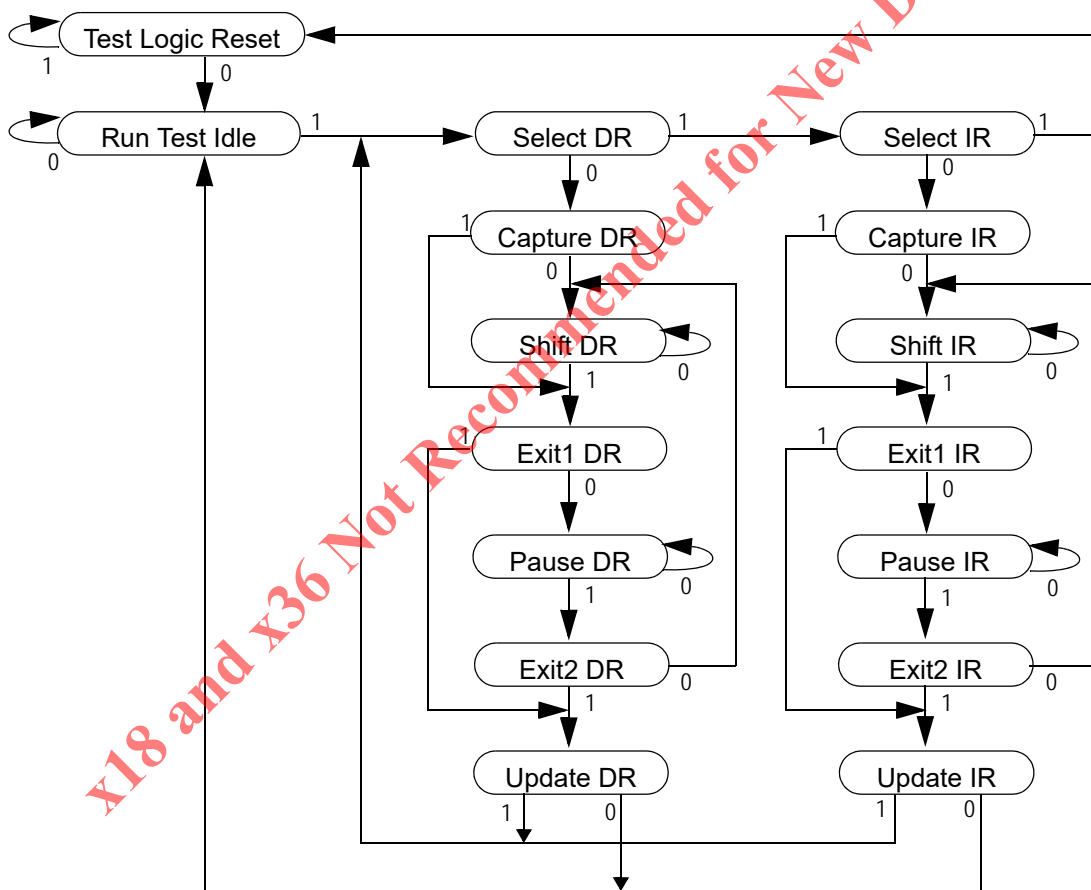 Test Logic Reset
1
0
Run Test Idle
1
0
Select DR
1
0
Select IR
1
0
Capture DR
1
0
Capture IR
1
0
Shift DR
0
1
Shift IR
0
1
Exit1 DR
1
0
Exit1 IR
1
0
Pause DR
0
1
Pause IR
0
1
Exit2 DR
0
1
Exit2 IR
0
1
Update DR
1
0
Update IR
1
0
x18 and x36 Not Recommended for New D